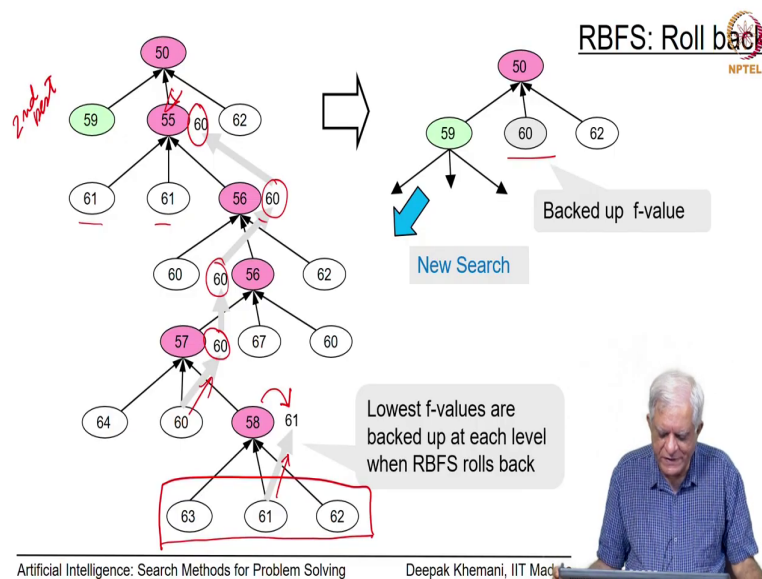 RBFS: Roll back
NPTEL
2nd best
50
59 55 60 62
61 61 56 60
60 60 56 62
57 60 67 60
64 60 58 61
63 61 62
50
59 60 62
Backed up f-value
New Search
Lowest f-values are
backed up at each level
when RBFS rolls back
Artificial Intelligence: Search Methods for Problem Solving
Deepak Khemani, IIT Mad